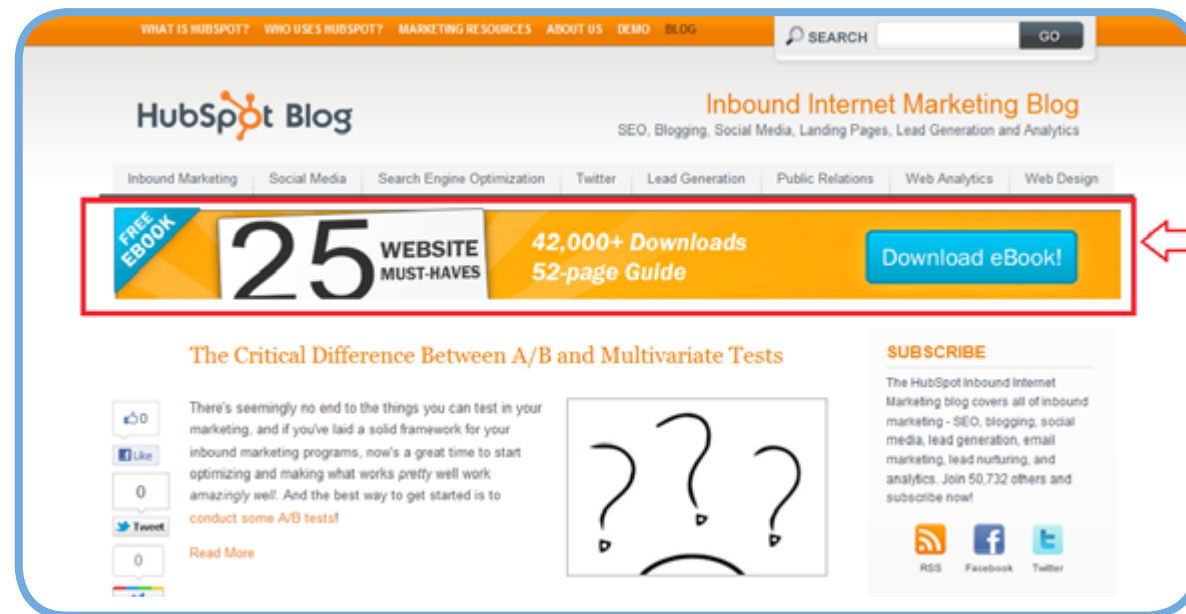 WHAT IS HUBSPOT? WHO USES HUBSPOT? MARKETING RESOURCES ABOUT US DEMO BLOG
SEARCH GO
HubSpot Blog
Inbound Internet Marketing Blog
SEO, Blogging, Social Media, Landing Pages, Lead Generation and Analytics
Inbound Marketing Social Media Search Engine Optimization Twitter Lead Generation Public Relations Web Analytics Web Design
FREE
EBOOK
25
WEBSITE
MUST-HAVES
42,000+ Downloads
52-page Guide
Download eBook!
The Critical Difference Between A/B and Multivariate Tests
0
Like
0
Tweet
0
There's seemingly no end to the things you can test in your
marketing, and if you've laid a solid framework for your
inbound marketing programs, now's a great time to start
optimizing and making what works pretty well work
amazingly well. And the best way to get started is to
conduct some A/B tests!
Read More
SUBSCRIBE
The HubSpot Inbound Internet
Marketing blog covers all of inbound
marketing - SEO, blogging, social
media, lead generation, email
marketing, lead nurturing, and
analytics. Join 50,732 others and
subscribe now!
RSS Facebook Twitter